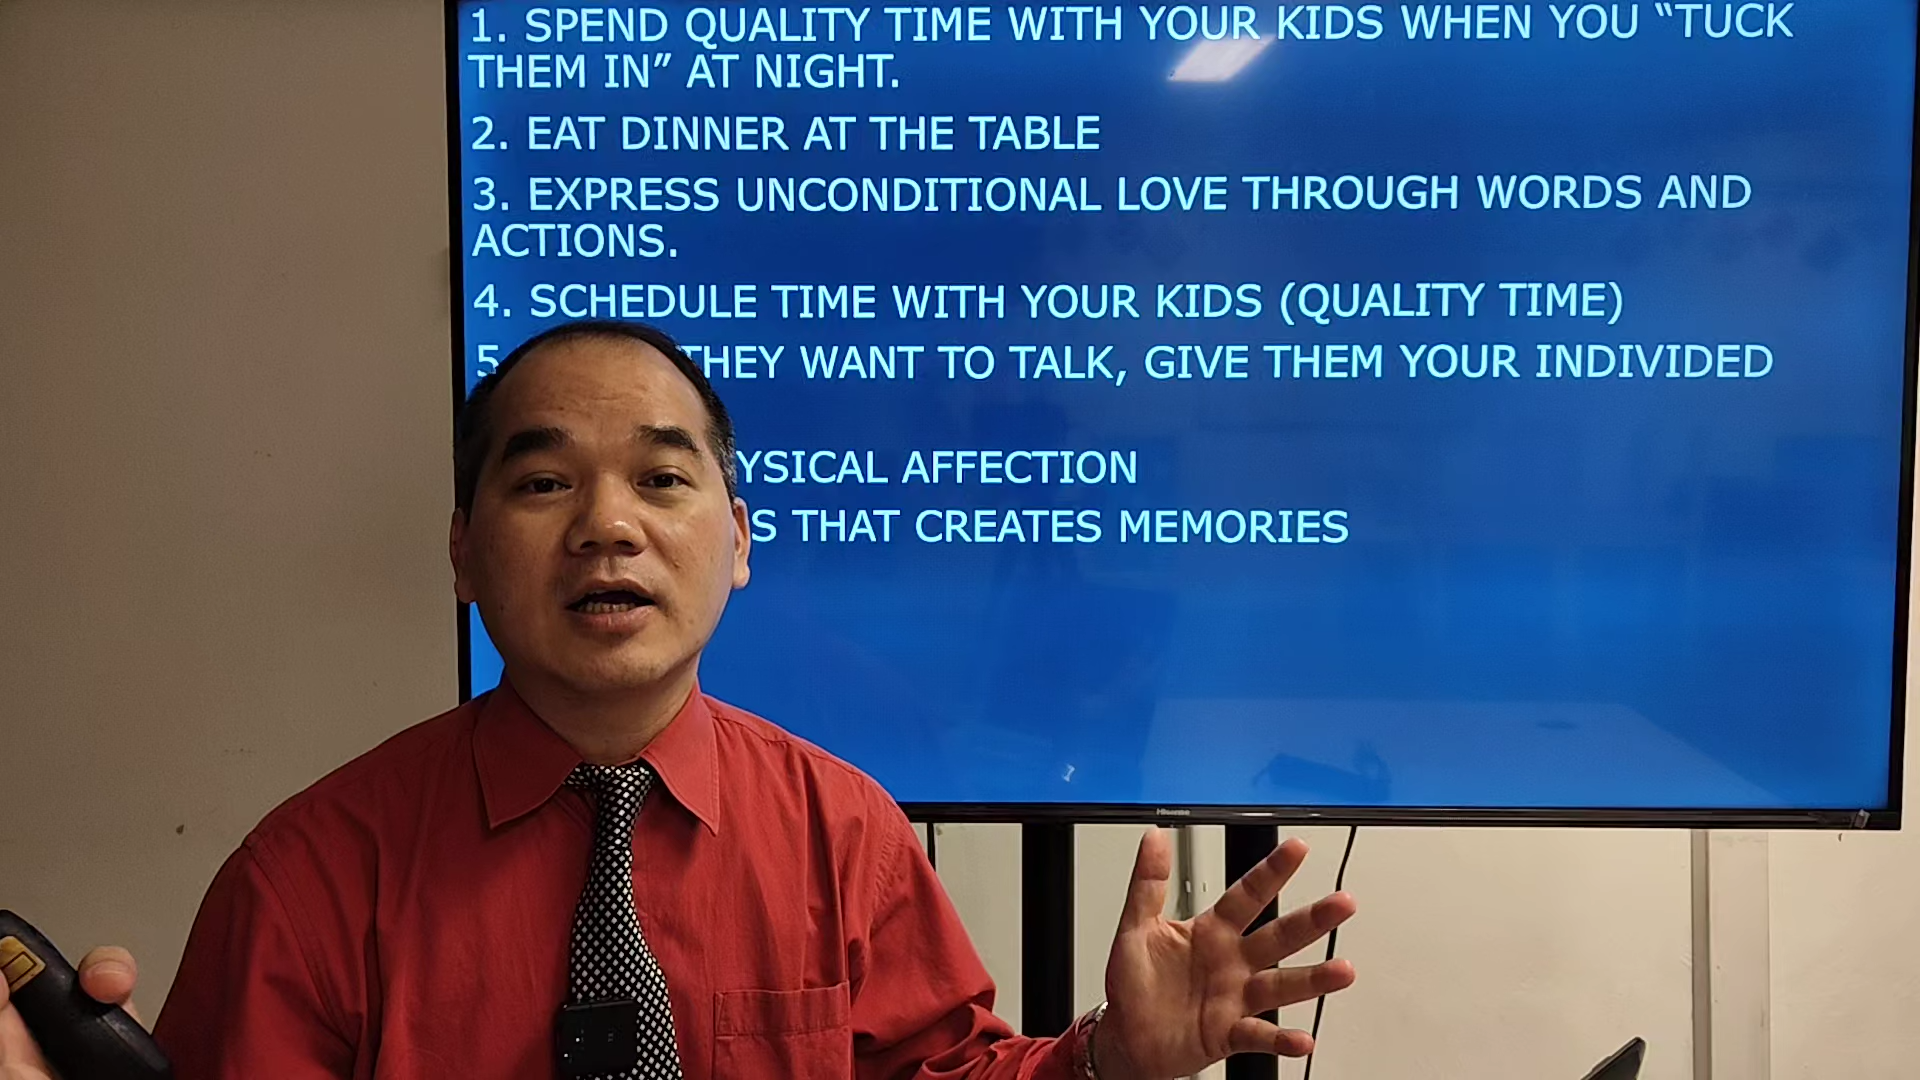 1. SPEND QUALITY TIME WITH YOUR KIDS WHEN YOU “TUCK
THEM IN” AT NIGHT.
2. EAT DINNER AT THE TABLE
3. EXPRESS UNCONDITIONAL LOVE THROUGH WORDS AND
ACTIONS.
4. SCHEDULE TIME WITH YOUR KIDS (QUALITY TIME)
5 THEY WANT TO TALK, GIVE THEM YOUR INDIVIDED
YSICAL AFFECTION
S THAT CREATES MEMORIES
Hisense